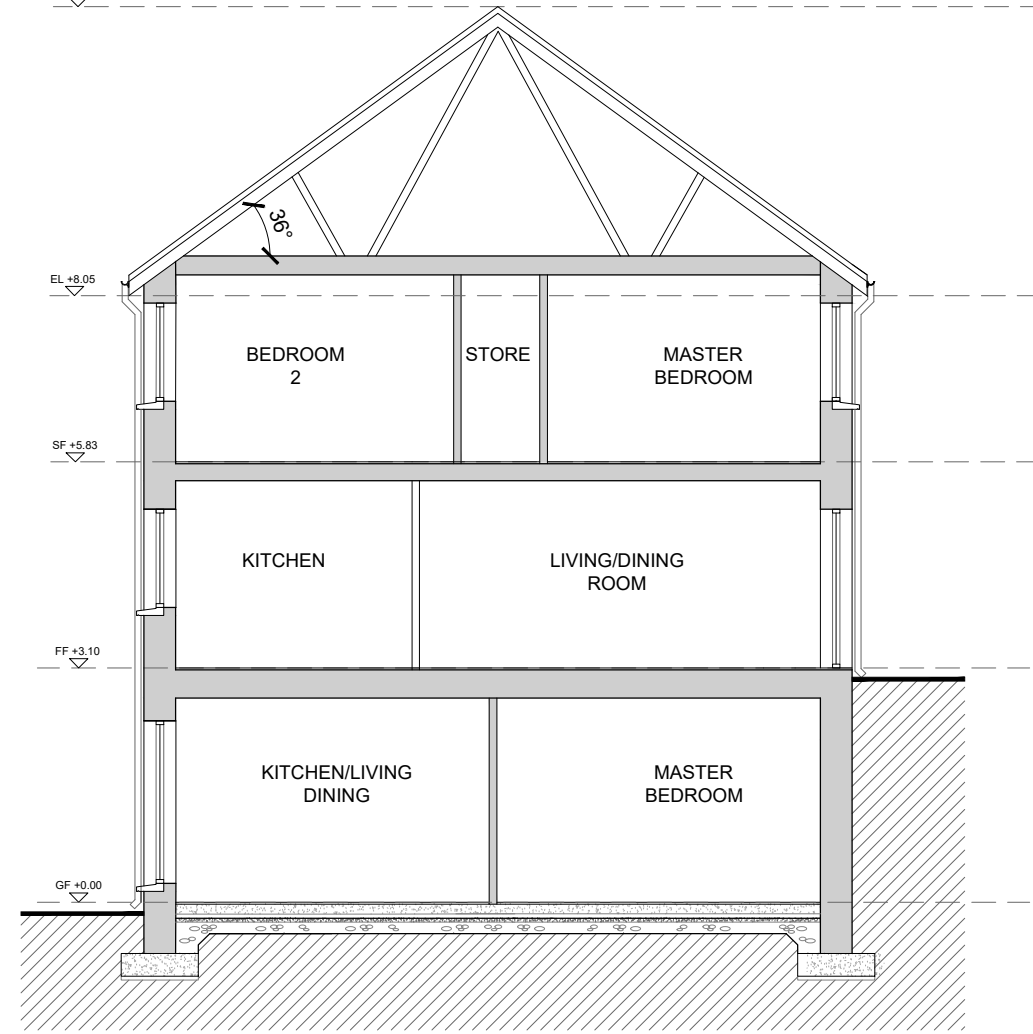 36°
EL +8.05
BEDROOM
2
STORE
MASTER
BEDROOM
SF +5.83
KITCHEN
LIVING/DINING
ROOM
FF +3.10
KITCHEN/LIVING
DINING
MASTER
BEDROOM
GF +0.00